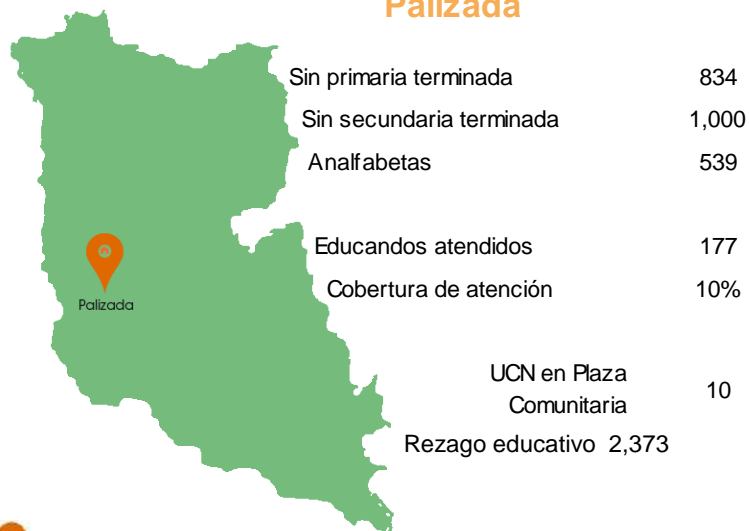 Palizada
Sin primaria terminada 834
Sin secundaria terminada 1,000
Analfabetas 539
Educandos atendidos 177
Palizada
Cobertura de atención 10%
UCN en Plaza
Comunitaria 10
Rezago educativo 2,373